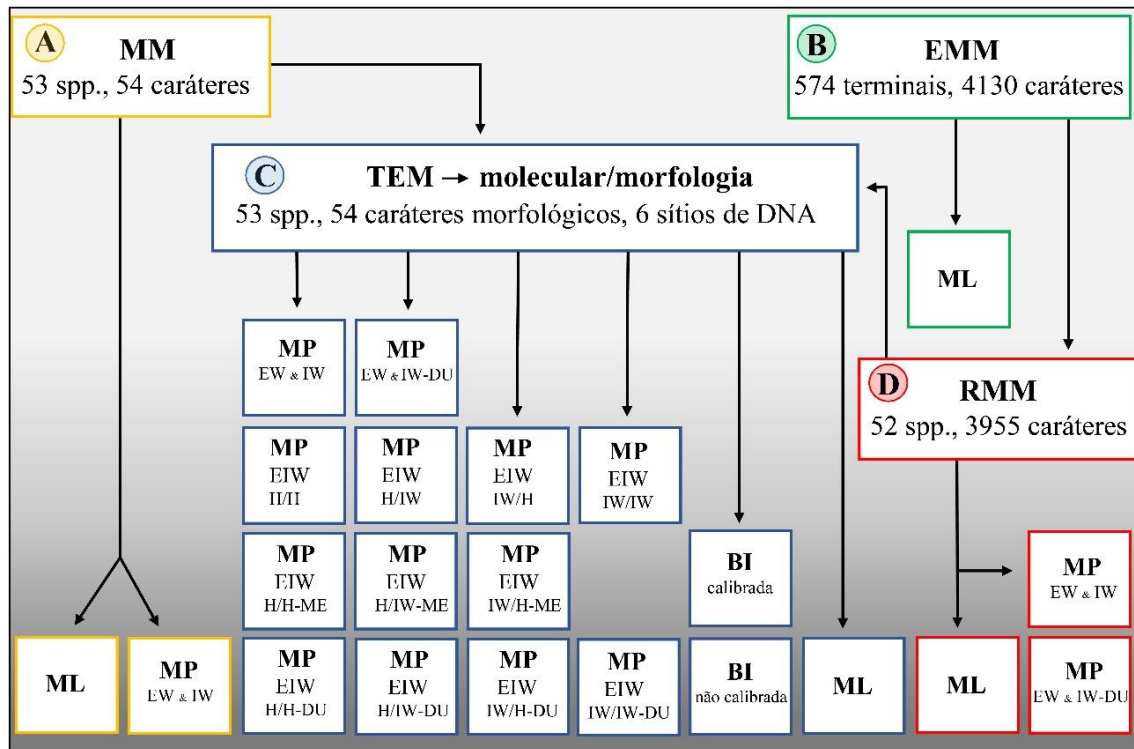 A
MM
53 spp., 54 caráteres
B
EMM
574 terminais, 4130 caráteres
C
TEM → molecular/morfologia
53 spp., 54 caráteres morfológicos, 6 sítios de DNA
ML
D
RMM
52 spp., 3955 caráteres
MP
EW & IW
MP
EW & IW-DU
MP
EIW
II/II
MP
EIW
H/IW
MP
EIW
IW/H
MP
EIW
IW/IW
MP
EIW
H/H-ME
MP
EIW
H/IW-ME
MP
EIW
IW/H-ME
BI
calibrada
MP
EW & IW
ML
MP
EW & IW
MP
EIW
H/H-DU
MP
EIW
H/IW-DU
MP
EIW
IW/H-DU
MP
EIW
IW/IW-DU
BI
não calibrada
ML
ML
MP
EW & IW-DU